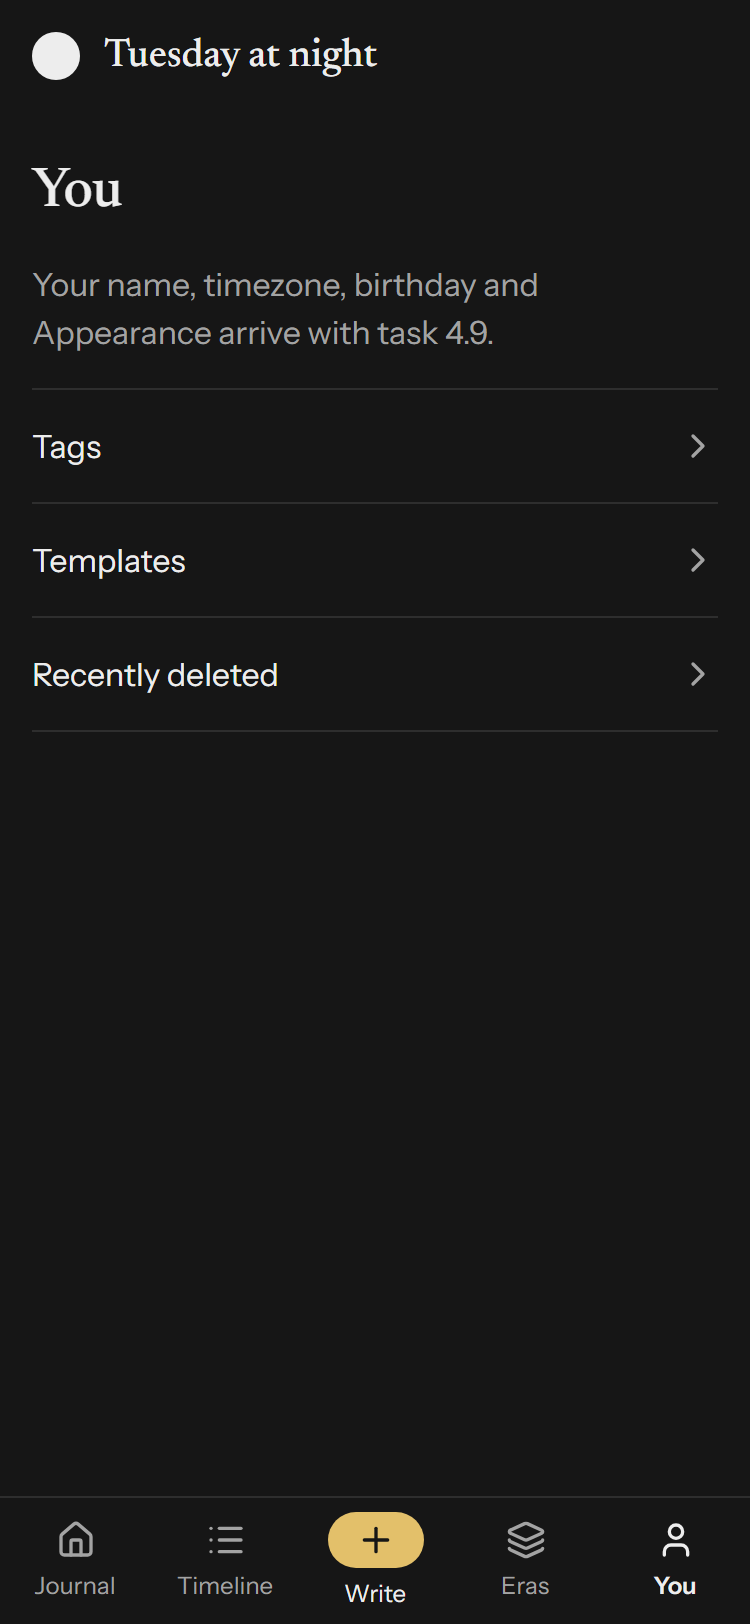 Tuesday at night
You
Your name, timezone, birthday and
Appearance arrive with task 4.9.
Tags
Templates
Recently deleted
Journal
Timeline
Write
Eras
You